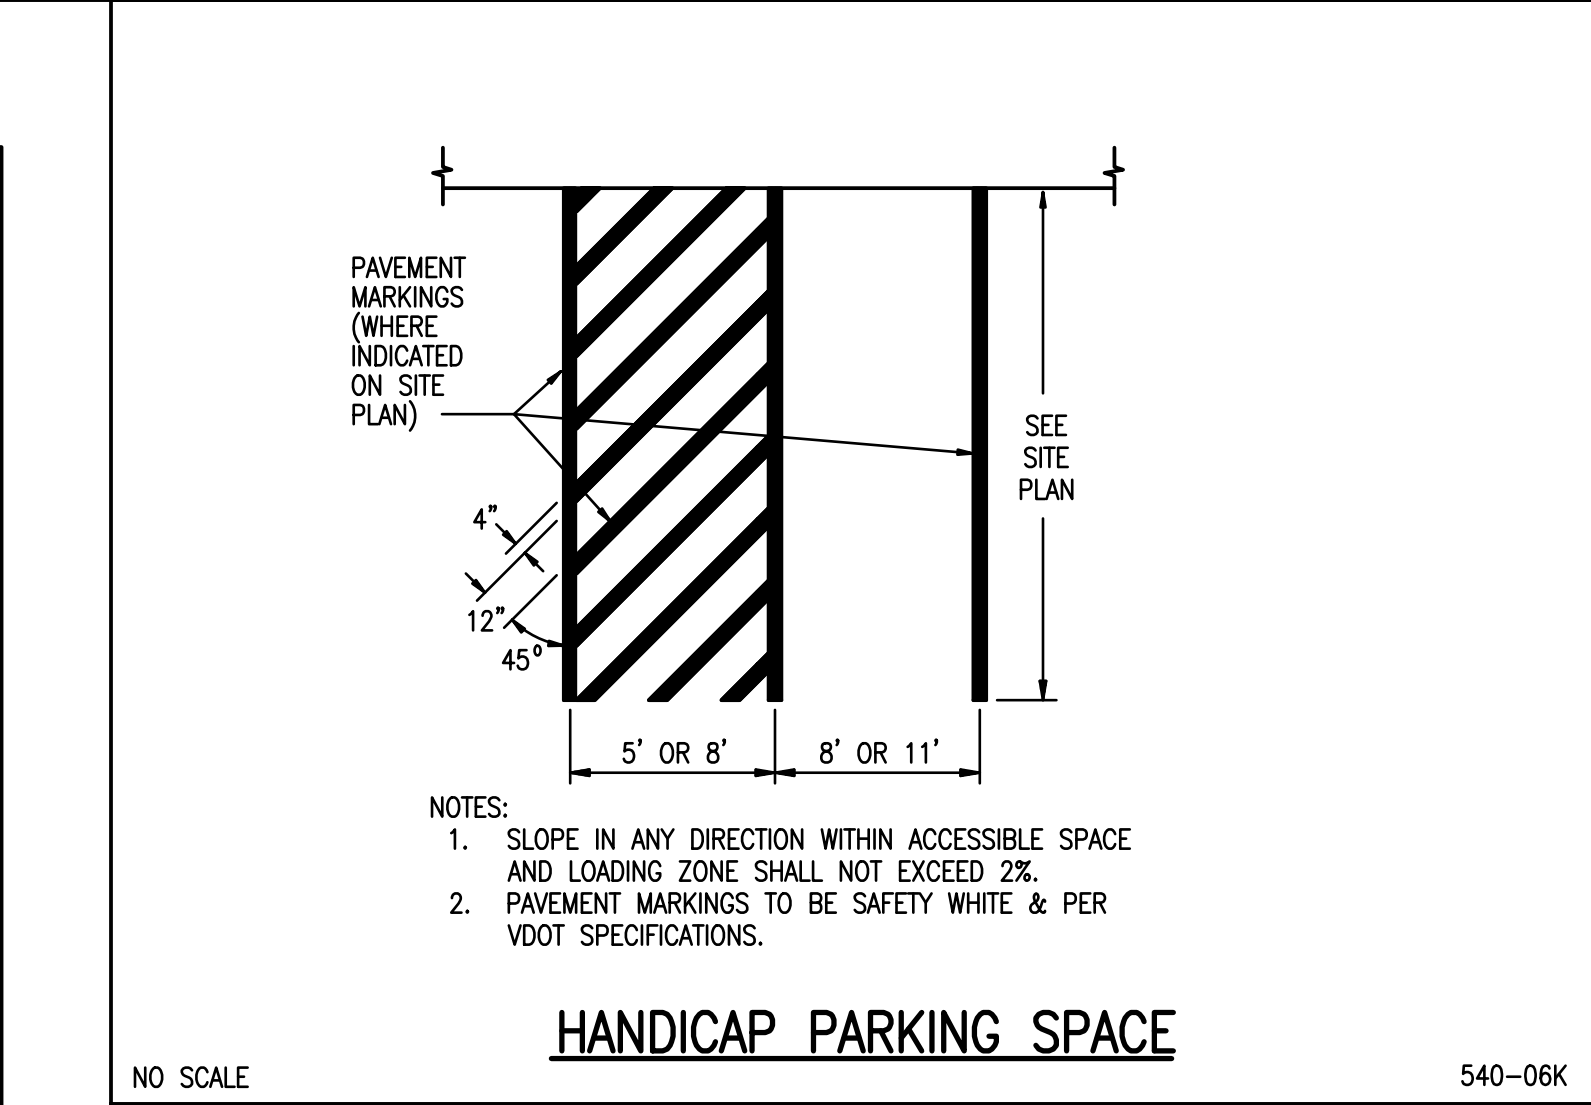 PAVEMENT
MARKINGS
(WHERE
INDICATED
ON SITE
PLAN)
SEE
SITE
PLAN
4"
12"
45°
5' OR 8'
8' OR 11'
NOTES:
1. SLOPE IN ANY DIRECTION WITHIN ACCESSIBLE SPACE
AND LOADING ZONE SHALL NOT EXCEED 2%.
2. PAVEMENT MARKINGS TO BE SAFETY WHITE & PER
VDOT SPECIFICATIONS.
HANDICAP PARKING SPACE
NO SCALE
540-06K